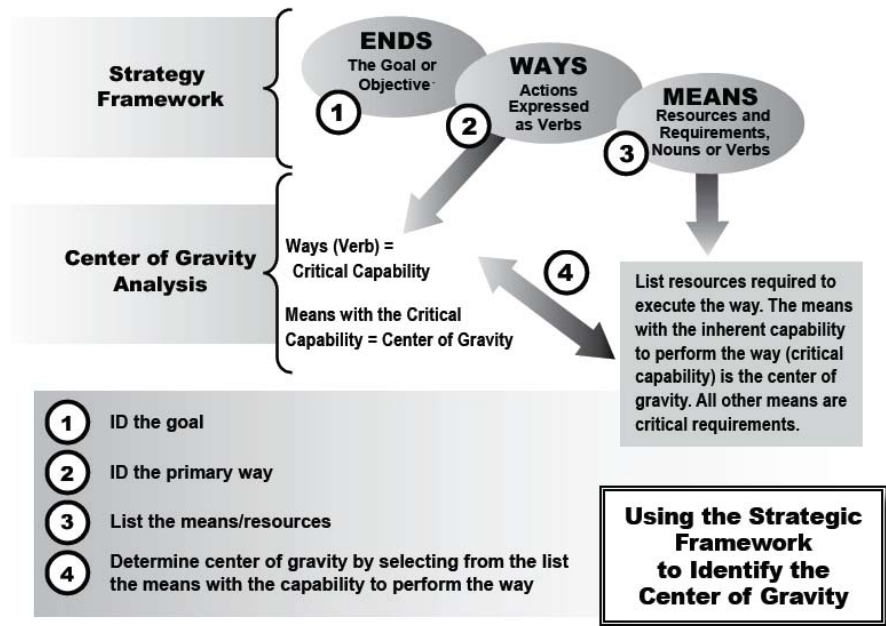 Strategy
Framework
ENDS
The Goal or
Objective
1
WAYS
Actions
Expressed
as Verbs
2
MEANS
Resources and
Requirements,
Nouns or Verbs
3
Center of Gravity
Analysis
Ways (Verb) =
Critical Capability
Means with the Critical
Capability = Center of Gravity
4
List resources required to
execute the way. The means
with the inherent capability
to perform the way (critical
capability) is the center of
gravity. All other means are
critical requirements.
1 ID the goal
2 ID the primary way
3 List the means/resources
4 Determine center of gravity by selecting from the list
the means with the capability to perform the way
Using the Strategic
Framework
to Identify the
Center of Gravity